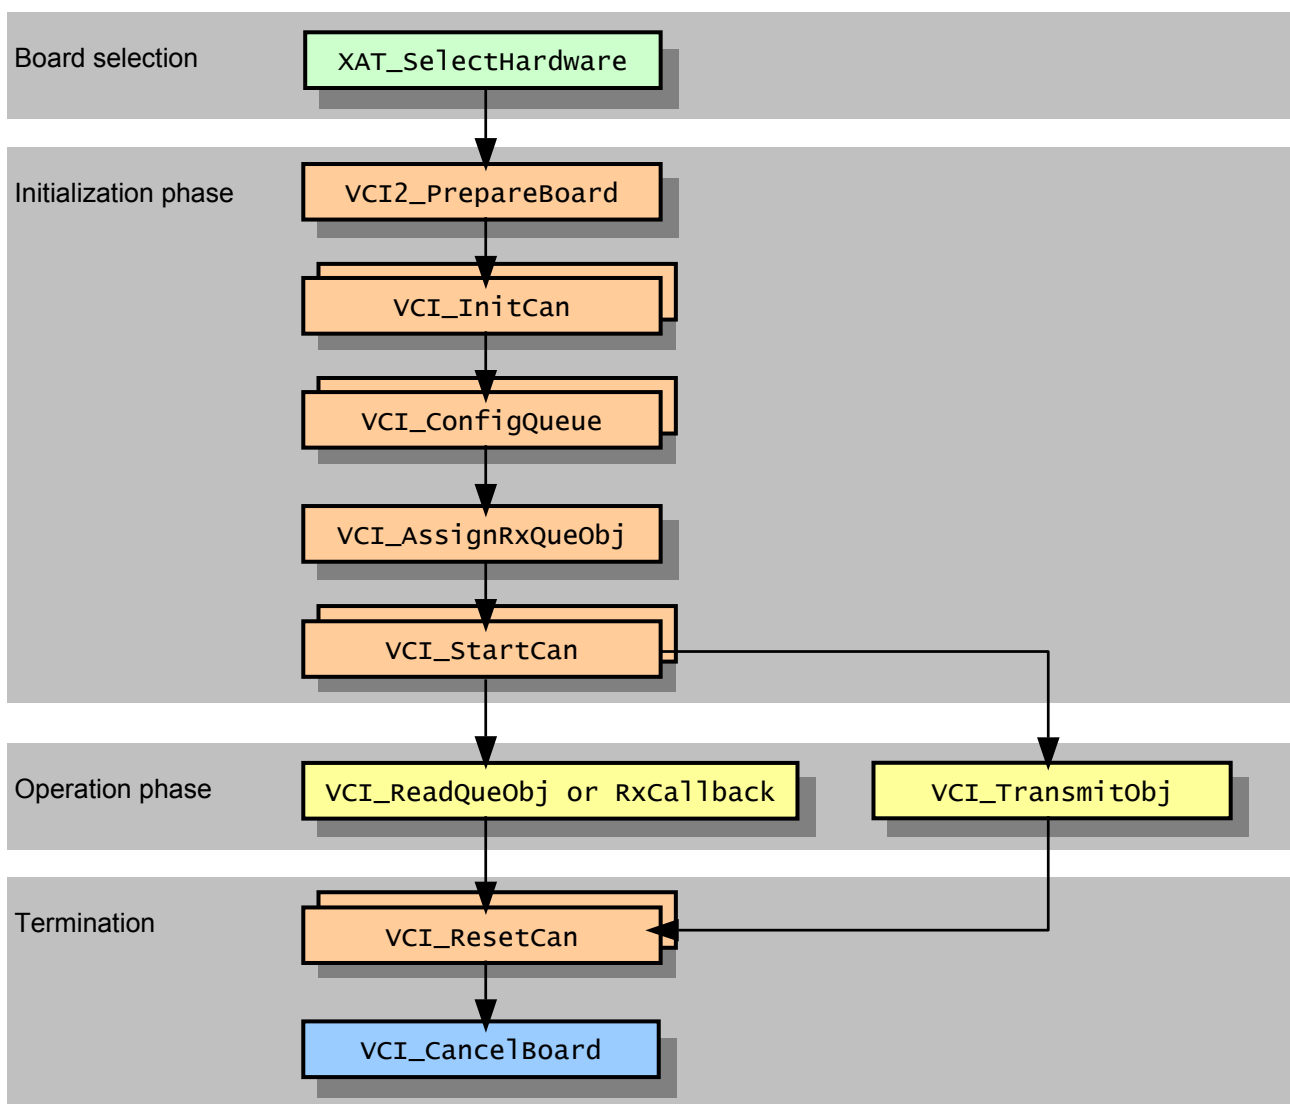 Board selection
XAT_SelectHardware
Initialization phase
VCI2_PrepareBoard
VCI_InitCan
VCI_ConfigQueue
VCI_AssignRxQueObj
VCI_StartCan
Operation phase
VCI_ReadQueObj or RxCallback
VCI_TransmitObj
Termination
VCI_ResetCan
VCI_CancelBoard